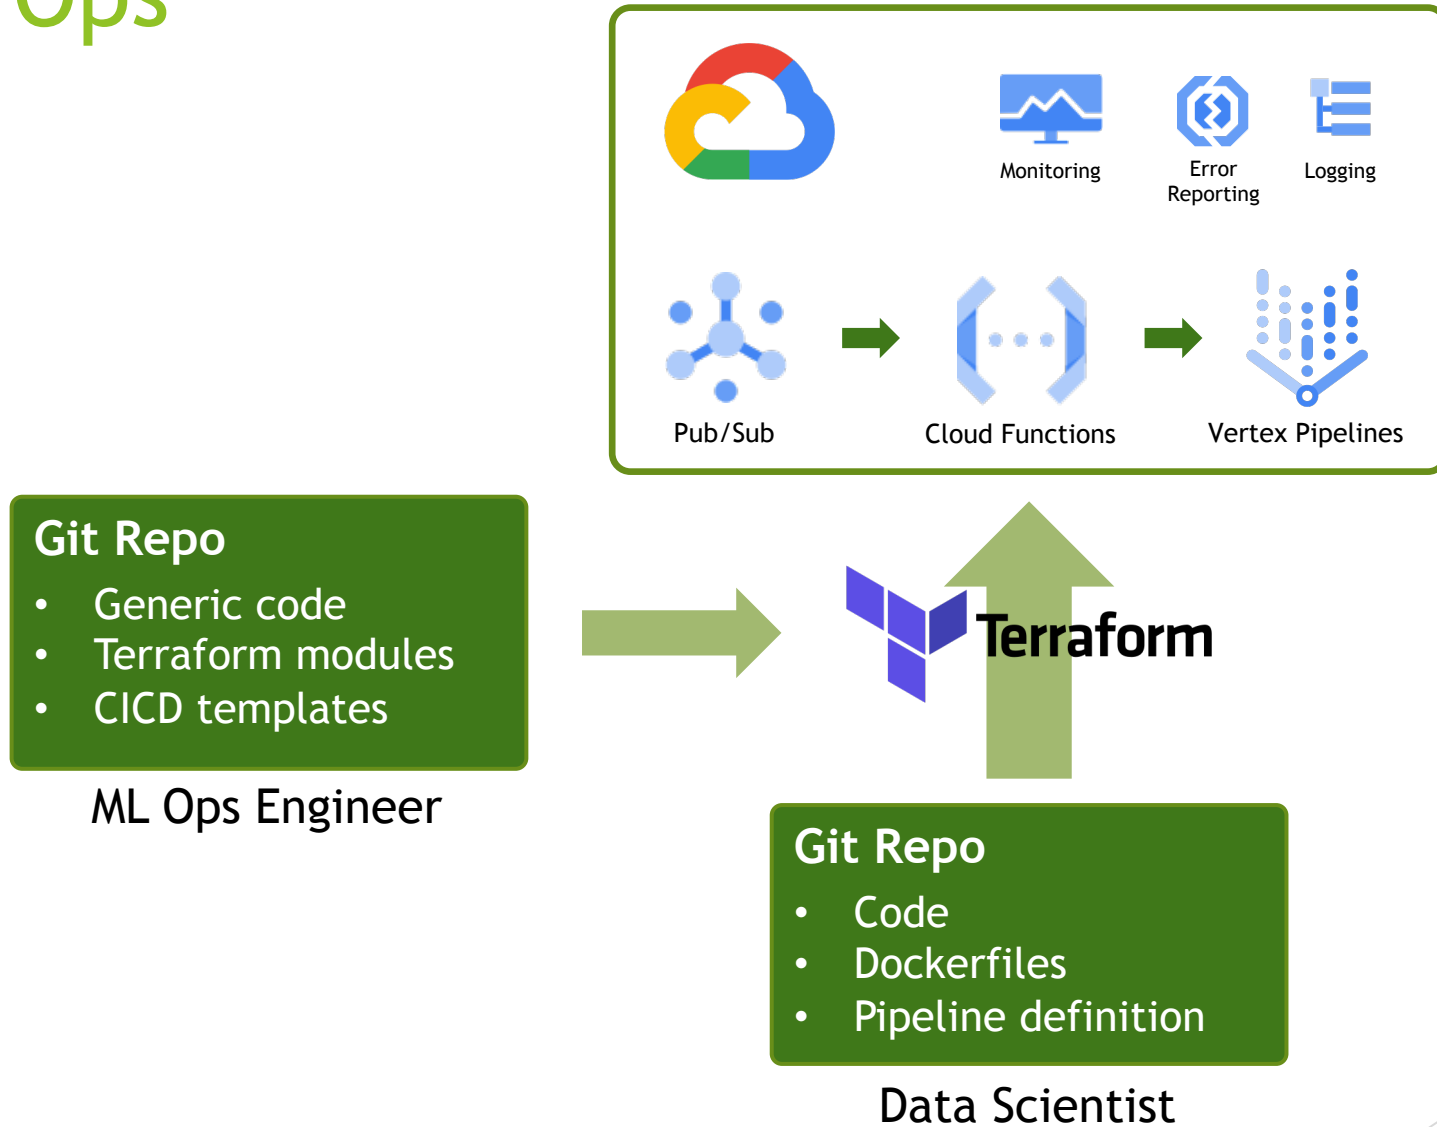 Ops
Monitoring
Error
Reporting
Logging
Pub/Sub
Cloud Functions
Vertex Pipelines
Git Repo
• Generic code
• Terraform modules
• CICD templates
ML Ops Engineer
Terraform
Git Repo
• Code
• Dockerfiles
• Pipeline definition
Data Scientist